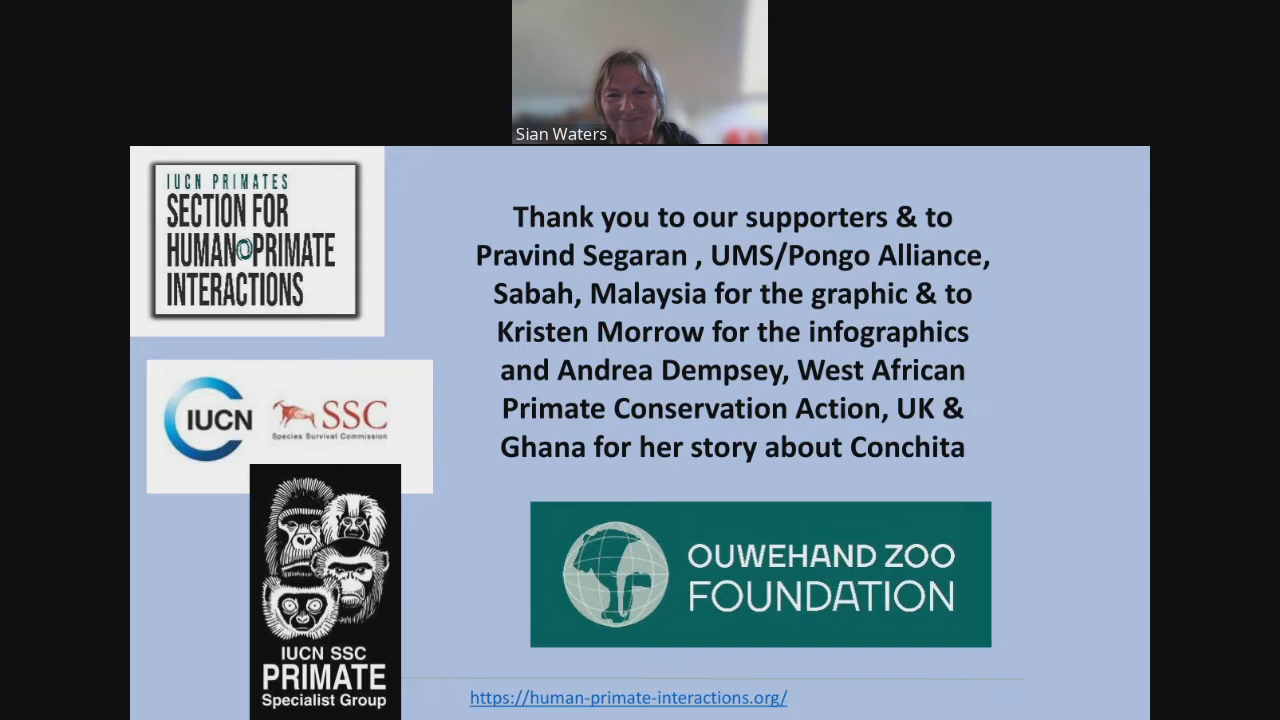 Sian Waters
IUCN PRIMATES
SECTION FOR
HUMAN PRIMATE
INTERACTIONS
Thank you to our supporters & to
Pravind Segaran , UMS/Pongo Alliance,
Sabah, Malaysia for the graphic & to
Kristen Morrow for the infographics
and Andrea Dempsey, West African
Primate Conservation Action, UK &
Ghana for her story about Conchita
IUCN
SSC
Species Survival Commission
IUCN SSC
PRIMATE
Specialist Group
OUWEHAND ZOO
FOUNDATION
https://human-primate-interactions.org/